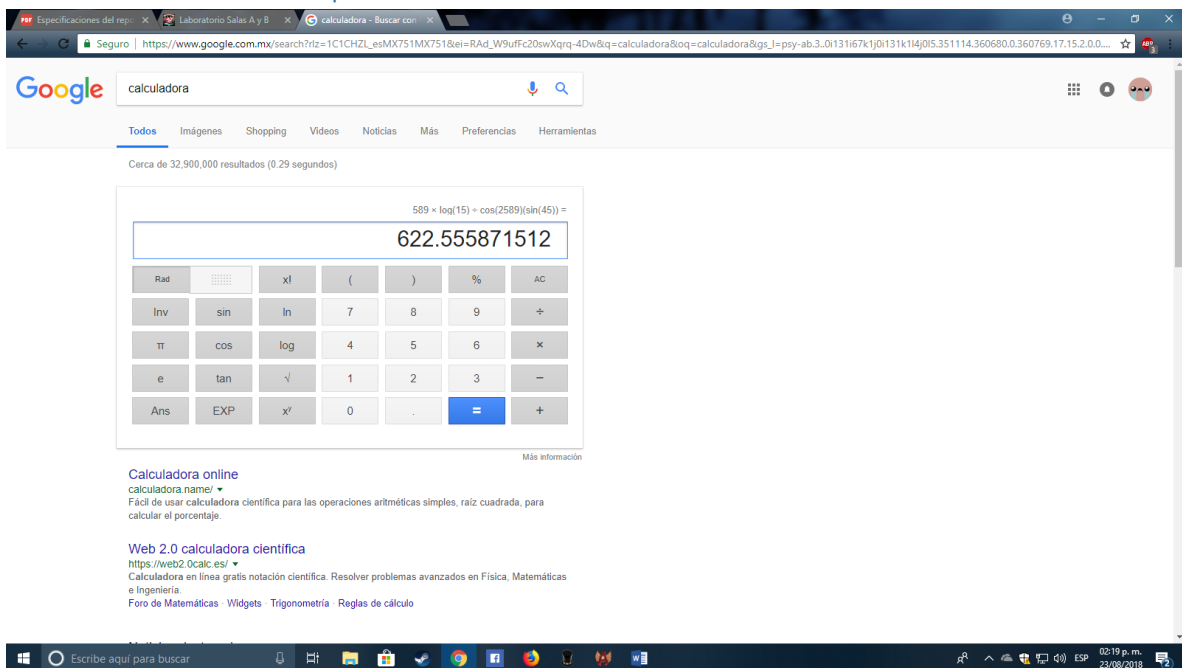 Especificaciones del repo
Laboratorio Salas A y B
calculadora - Buscar con
Seguro | https://www.google.com.mx/search?rlz=1C1CHZL_esMX751MX751&ei=RAd_W9ufFc20swXqrq-4Dw&q=calculadora&oq=calculadora&gs_l=psy-ab.3..0i131i67k1j0i131k1l4j0l5.351114.360680.0.360769.17.15.2.0.0....
Google
calculadora
Todos Imágenes Shopping Videos Noticias Más Preferencias Herramientas
Cerca de 32,900,000 resultados (0.29 segundos)
589 × log(15) ÷ cos(2589)(sin(45)) =
622.555871512
Rad x! ( ) % AC
Inv sin ln 7 8 9 ÷
π cos log 4 5 6 ×
e tan √ 1 2 3 −
Ans EXP xʸ 0 . = +
Más información
Calculadora online
calculadora.name/
Fácil de usar calculadora científica para las operaciones aritméticas simples, raíz cuadrada, para
calcular el porcentaje.
Web 2.0 calculadora científica
https://web2.0calc.es/
Calculadora en línea gratis notación científica. Resolver problemas avanzados en Física, Matemáticas
e Ingeniería.
Foro de Matemáticas · Widgets · Trigonometría · Reglas de cálculo
Escribe aquí para buscar
ESP
02:19 p. m.
23/08/2018
2